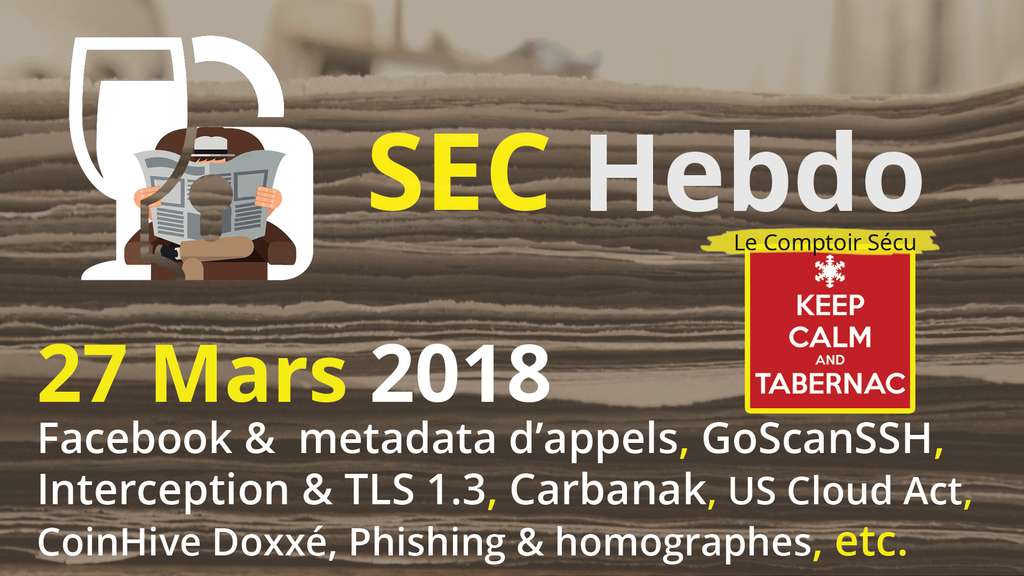 SEC Hebdo
Le Comptoir Sécu
KEEP
CALM
AND
TABERNAC
27 Mars 2018
Facebook &  metadata d’appels, GoScanSSH,
Interception & TLS 1.3, Carbanak, US Cloud Act,
CoinHive Doxxé, Phishing & homographes, etc.